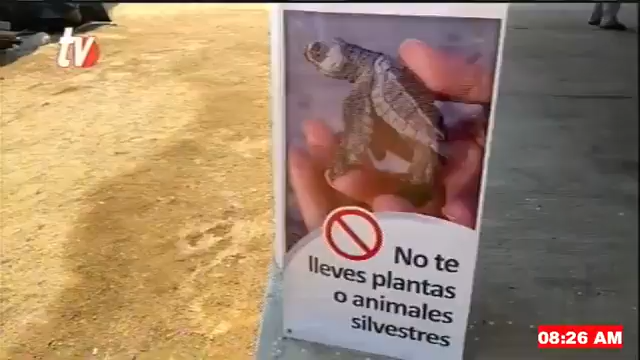 tv
No te
lleves plantas
o animales
silvestres
08:26 AM